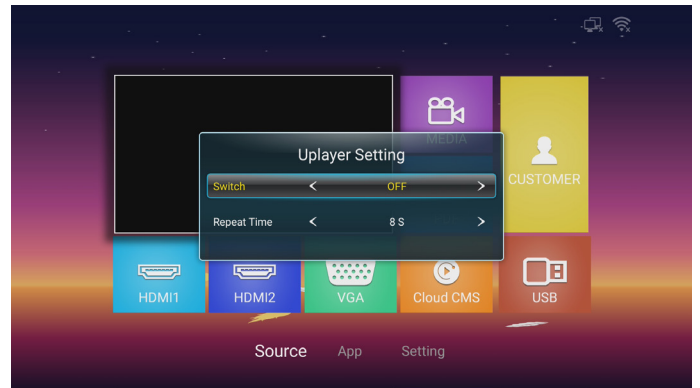 MEDIA
Uplayer Setting
Switch < OFF >
Repeat Time < 8 S >
CUSTOMER
HDMI1
HDMI2
VGA
Cloud CMS
USB
Source
App
Setting